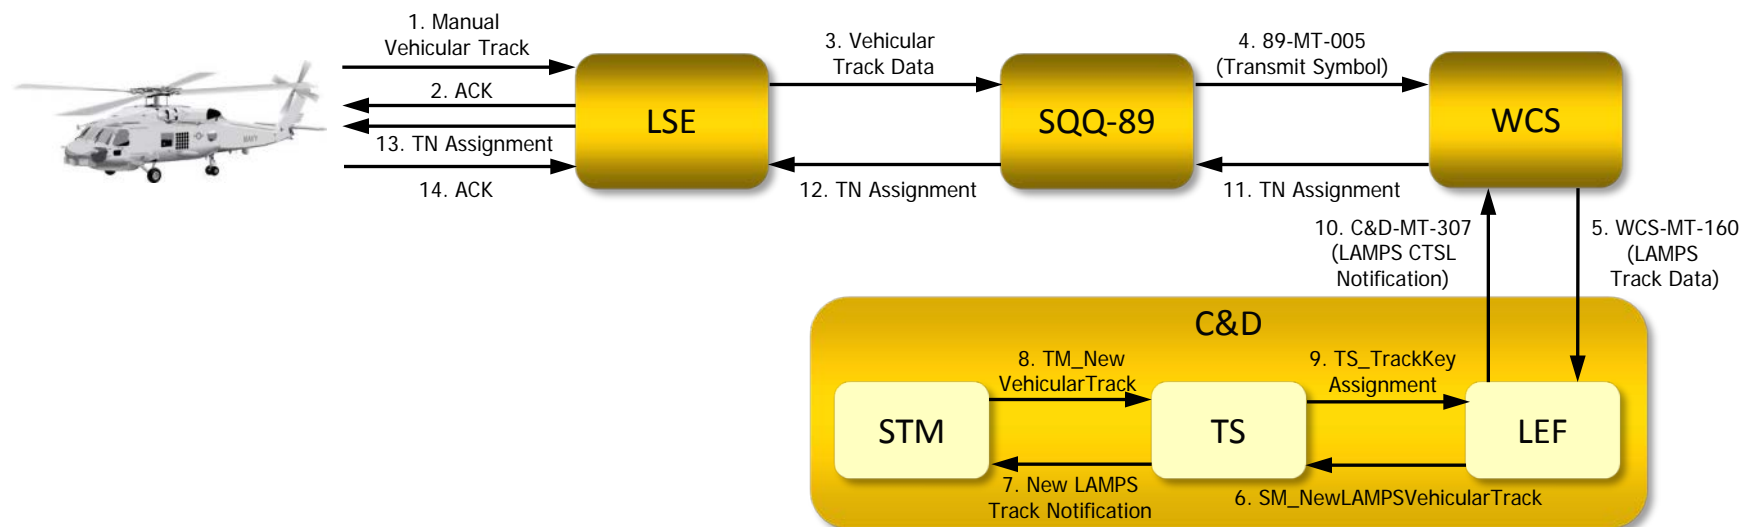 1. Manual
Vehicular Track
2. ACK
13. TN Assignment
14. ACK
LSE
3. Vehicular
Track Data
12. TN Assignment
SQQ-89
4. 89-MT-005
(Transmit Symbol)
11. TN Assignment
WCS
10. C&D-MT-307
(LAMPS CTSL
Notification)
5. WCS-MT-160
(LAMPS
Track Data)
C&D
8. TM_New
VehicularTrack
9. TS_TrackKey
Assignment
STM
TS
LEF
7. New LAMPS
Track Notification
6. SM_NewLAMPSVehicularTrack